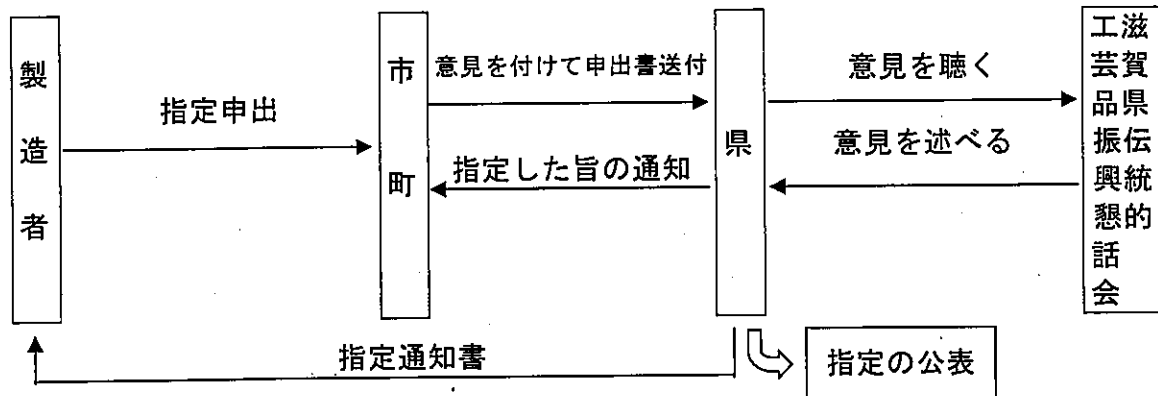 製造者
指定申出
市町
意見を付けて申出書送付
指定した旨の通知
県
意見を聴く
意見を述べる
滋賀県伝統的
工芸品振興懇話会
指定通知書
指定の公表